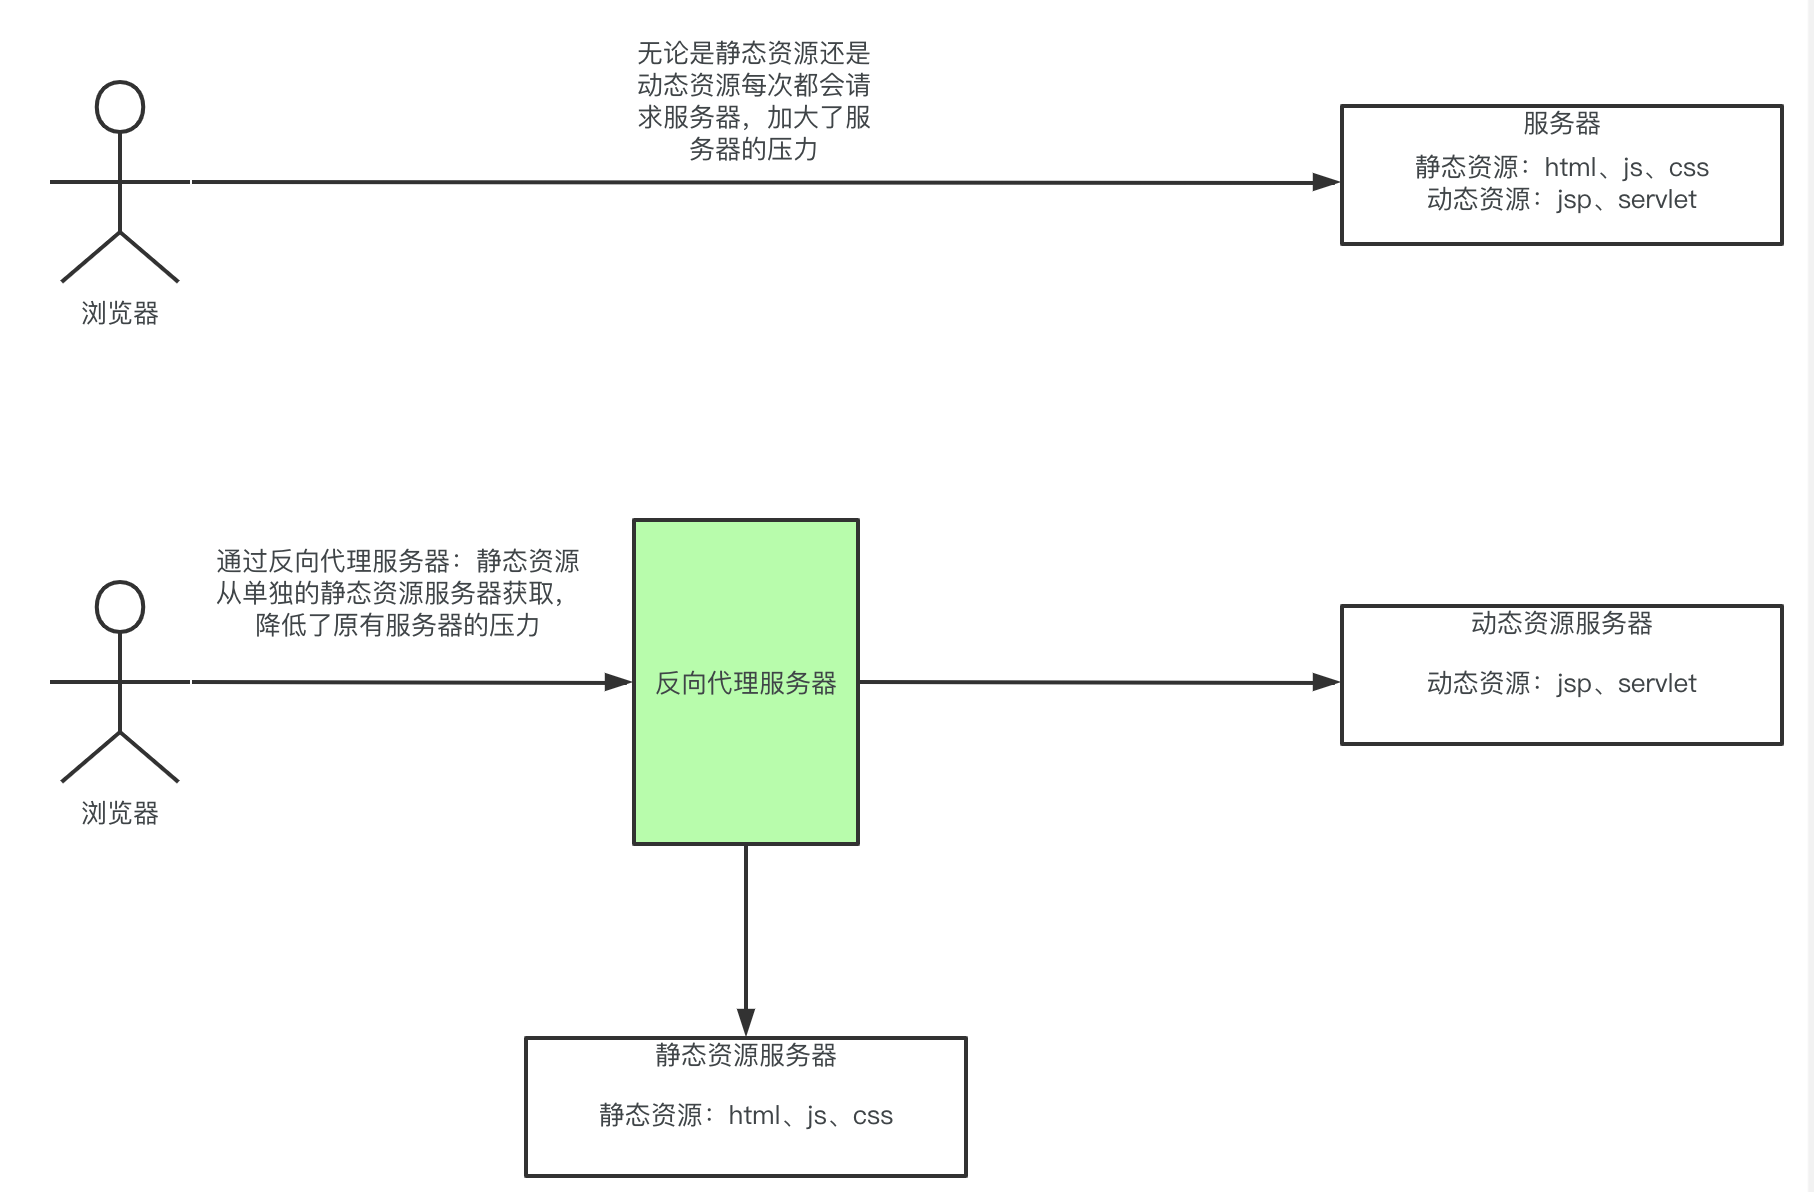 无论是静态资源还是
动态资源每次都会请
求服务器，加大了服
务器的压力
服务器
静态资源：html、js、css
动态资源：jsp、servlet
浏览器
通过反向代理服务器：静态资源
从单独的静态资源服务器获取，
降低了原有服务器的压力
反向代理服务器
动态资源服务器
动态资源：jsp、servlet
浏览器
静态资源服务器
静态资源：html、js、css